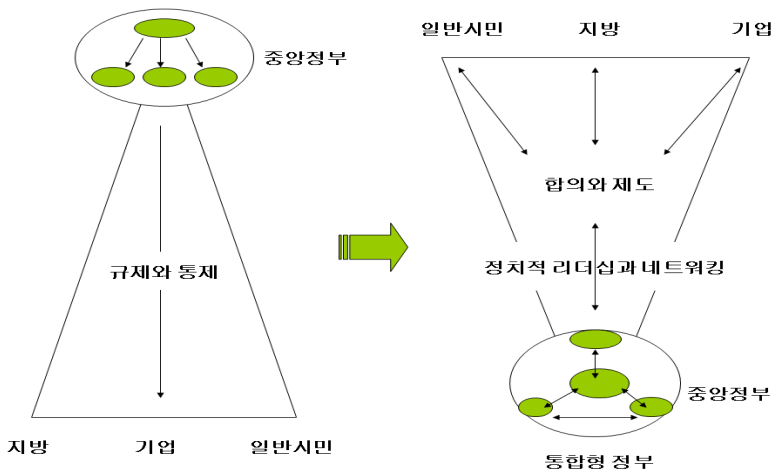 중앙정부
규제와 통제
지방 기업 일반시민
일반시민 지방 기업
합의와 제도
정치적 리더십과 네트워킹
중앙정부
통합형 정부